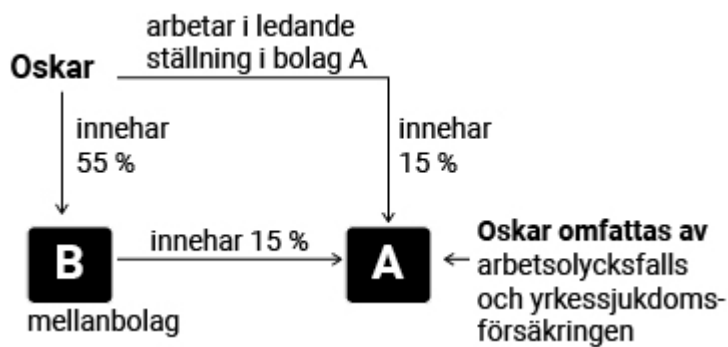 arbetar i ledande
ställning i bolag A
Oskar
innehar
55 %
innehar
15 %
B
innehar 15 %
A
mellanbolag
Oskar omfattas av
arbetsolycksfalls
och yrkessjukdoms-
försäkringen